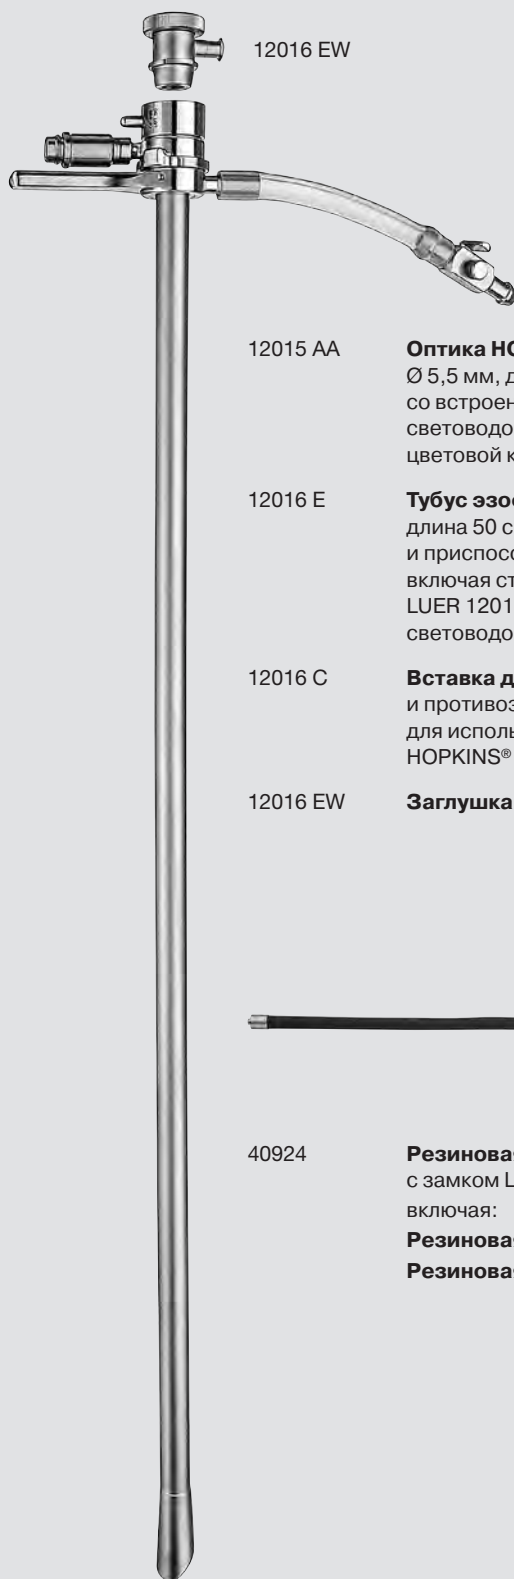 12016 EW
12015 AA Оптика HO
Ø 5,5 мм, д
со встроен
световодо
цветовой к
12016 E Тубус эзо
длина 50 с
и приспосо
включая ст
LUER 1201
световодо
12016 C Вставка д
и противоз
для исполь
HOPKINS®
12016 EW Заглушка
40924 Резинова
с замком L
включая:
Резинова
Резинова